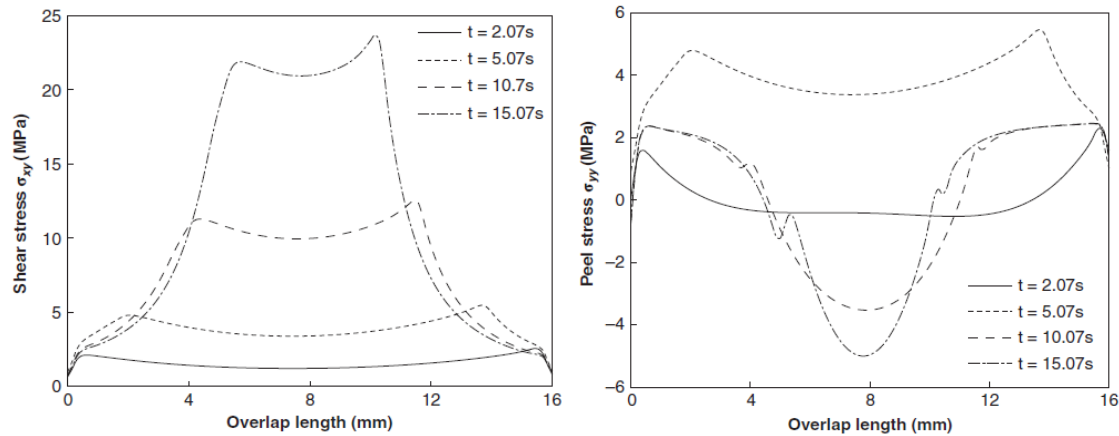 25
20
15
10
5
0
0
4
8
12
16
Shear stress σxy (MPa)
Overlap length (mm)
t = 2.07s
t = 5.07s
t = 10.7s
t = 15.07s
6
4
2
0
−2
−4
−6
0
4
8
12
16
Peel stress σyy (MPa)
Overlap length (mm)
t = 2.07s
t = 5.07s
t = 10.07s
t = 15.07s